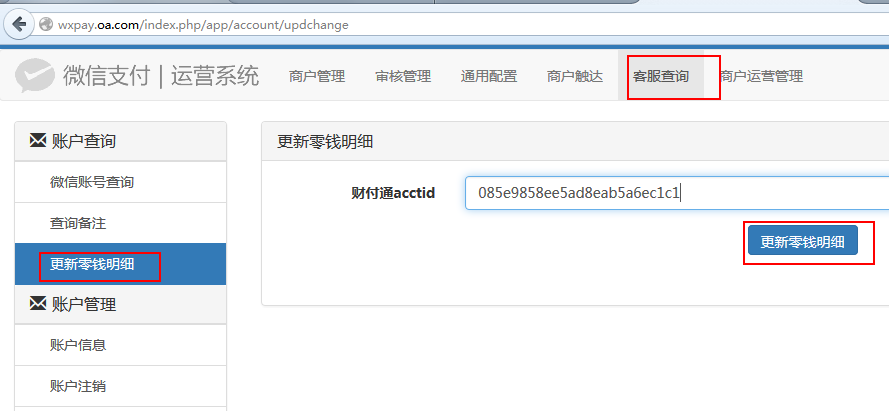 wxpay.oa.com/index.php/app/account/updchange
微信支付 | 运营系统
商户管理
审核管理
通用配置
商户触达
客服查询
商户运营管理
账户查询
微信账号查询
查询备注
更新零钱明细
账户管理
账户信息
账户注销
更新零钱明细
财付通acctid
085e9858ee5ad8eab5a6ec1c1
更新零钱明细